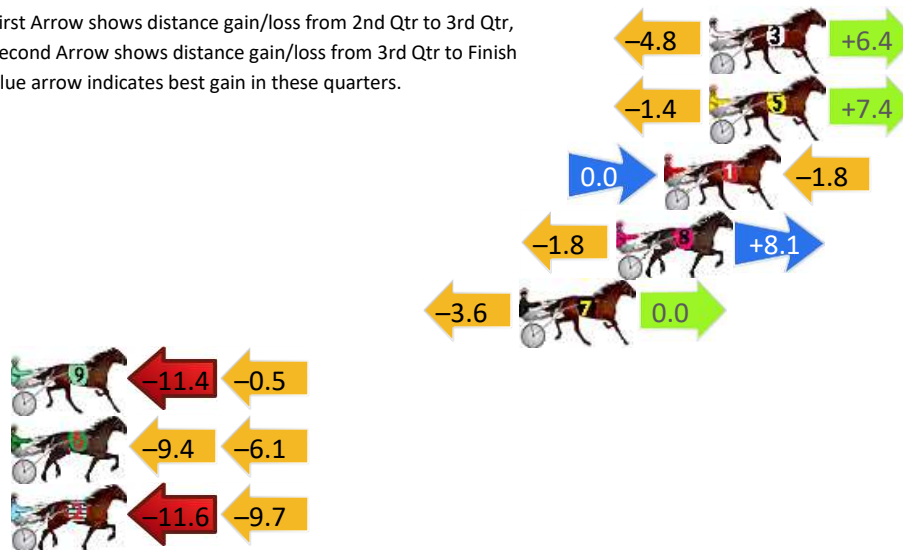 irst Arrow shows distance gain/loss from 2nd Qtr to 3rd Qtr,
econd Arrow shows distance gain/loss from 3rd Qtr to Finish
lue arrow indicates best gain in these quarters.
–4.8 3 +6.4
–1.4 5 +7.4
0.0 1 –1.8
–1.8 8 +8.1
–3.6 7 0.0
9 –11.4 –0.5
–9.4 –6.1
–11.6 –9.7